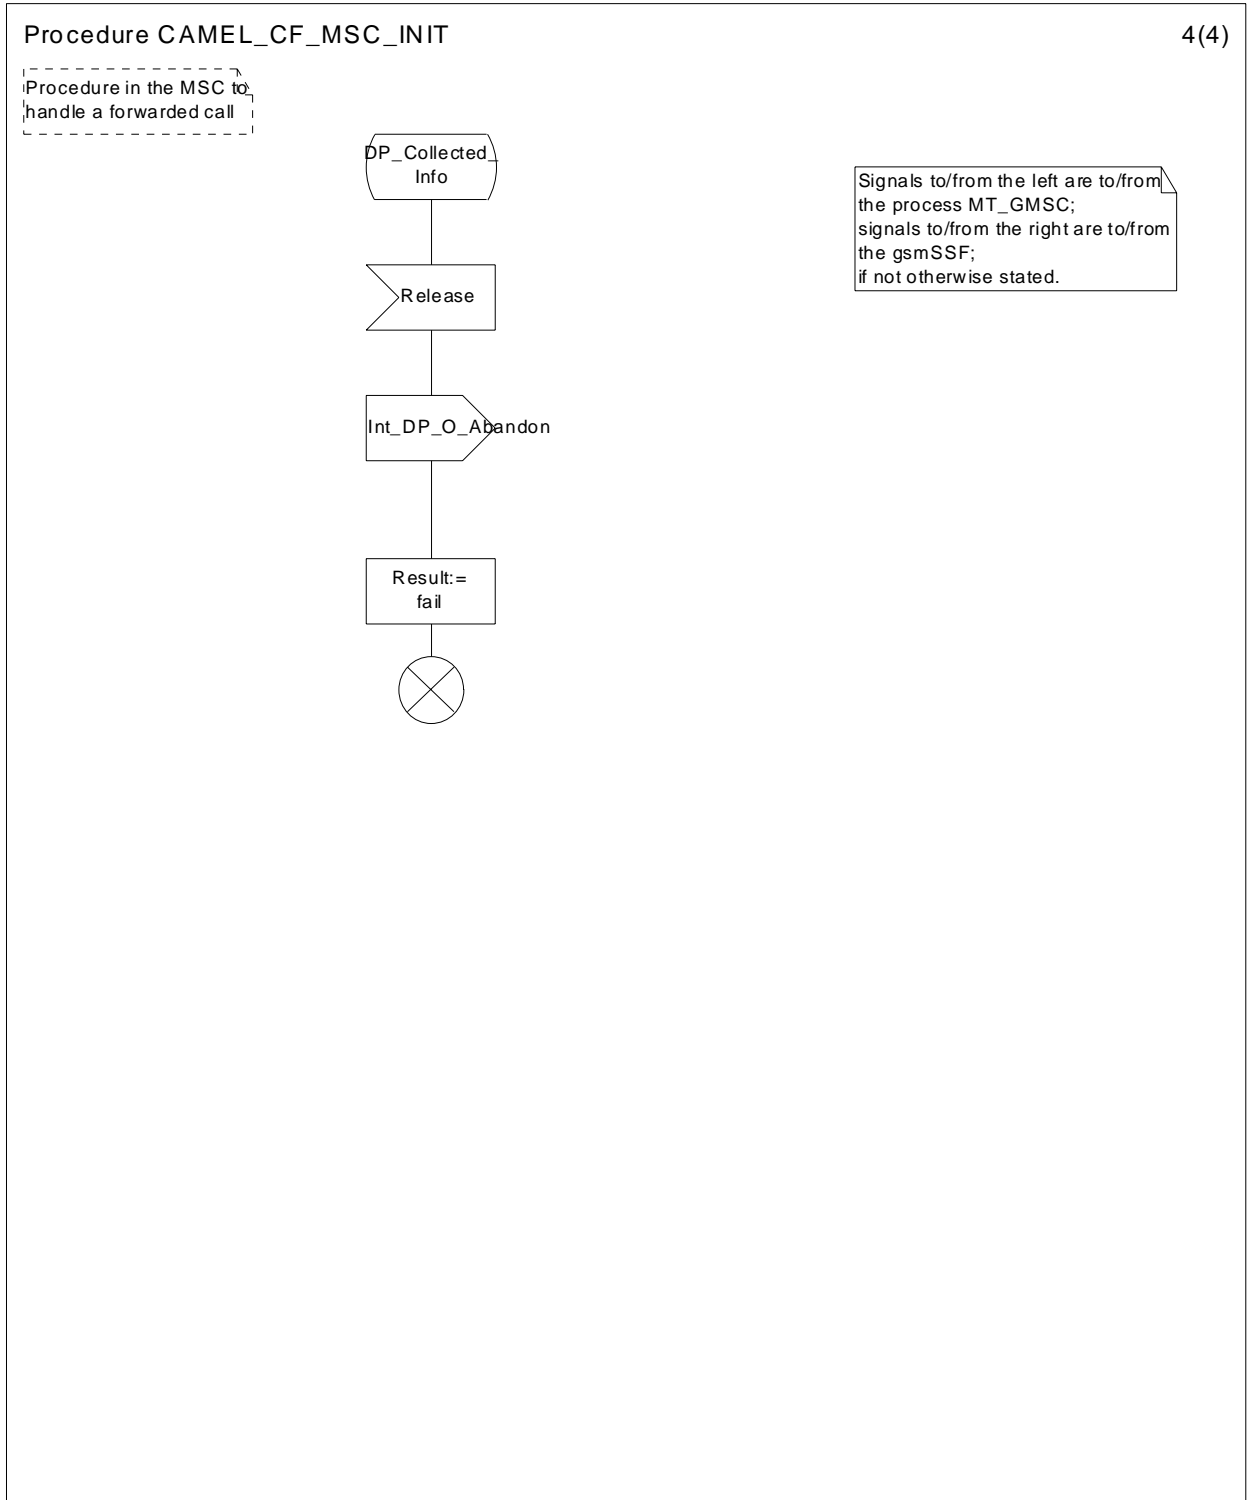 Procedure CAMEL_CF_MSC_INIT
4(4)
Procedure in the MSC to
handle a forwarded call
DP_Collected_
Info
Signals to/from the left are to/from
the process MT_GMSC;
signals to/from the right are to/from
the gsmSSF;
if not otherwise stated.
Release
Int_DP_O_Abandon
Result:=
fail